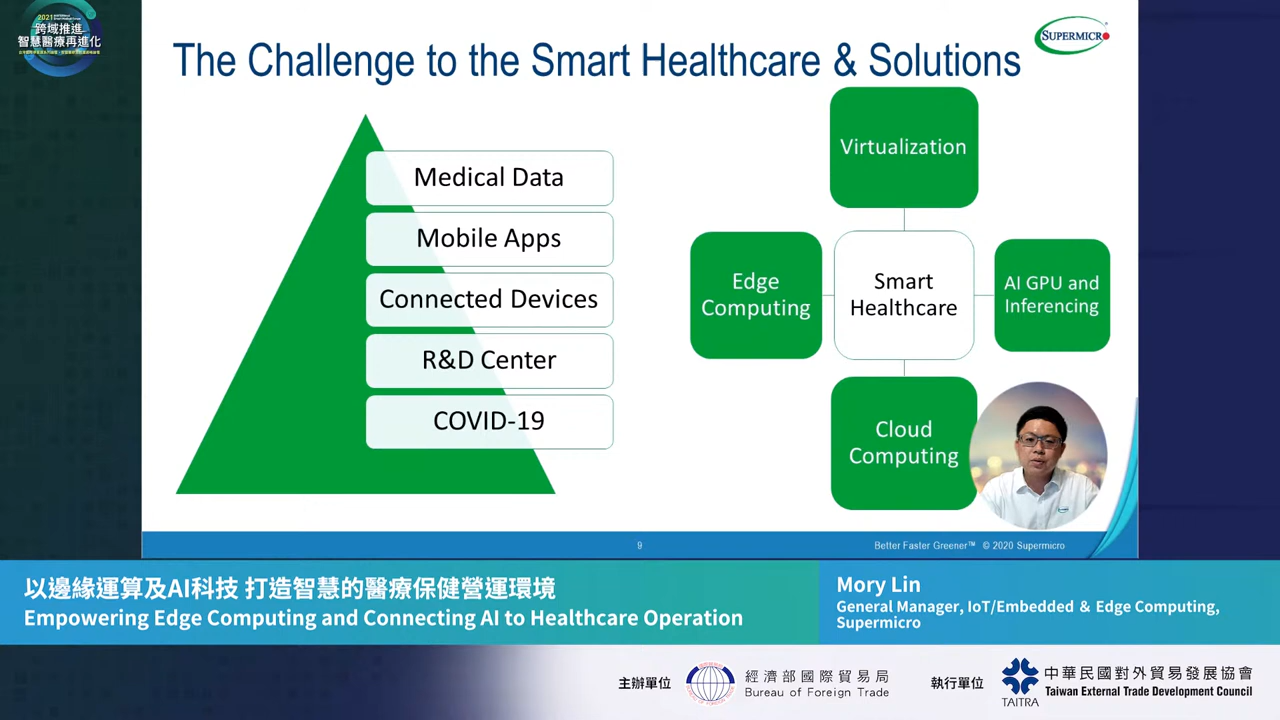 2021
跨域推進
智慧醫療再進化
The Challenge to the Smart Healthcare & Solutions
SUPERMICRO
Medical Data
Mobile Apps
Connected Devices
R&D Center
COVID-19
Virtualization
Edge
Computing
Smart
Healthcare
AI GPU and
Inferencing
Cloud
Computing
9
Better Faster Greener™ © 2020 Supermicro
以邊緣運算及AI科技 打造智慧的醫療保健營運環境
Empowering Edge Computing and Connecting AI to Healthcare Operation
Mory Lin
General Manager, IoT/Embedded & Edge Computing,
Supermicro
主辦單位
經濟部國際貿易局
Bureau of Foreign Trade
執行單位
TAITRA
中華民國對外貿易發展協會
Taiwan External Trade Development Council